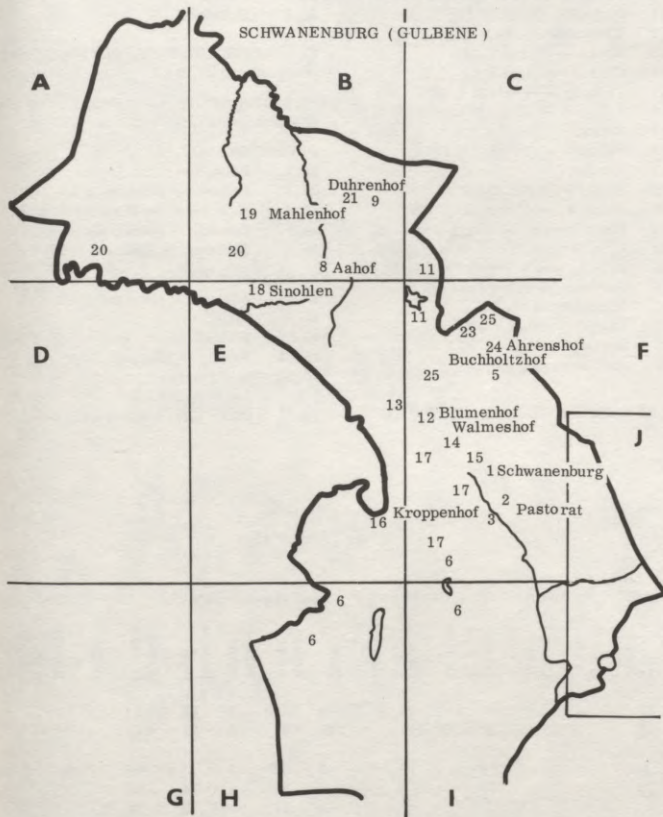 SCHWANENBURG (GULBENE)
A
B
C
Duhrenhof
21 9
19 Mahlenhof
20
20
8 Aahof
11
18 Sinohlen
11
25
23
24 Ahrenshof
D
E
F
Buchholtzhof
25
5
13
12 Blumenhof
Walmeshof
J
14
17
15
1 Schwanenburg
17
2
Pastorat
16
Kroppenhof
3
17
6
6
6
6
G
H
I